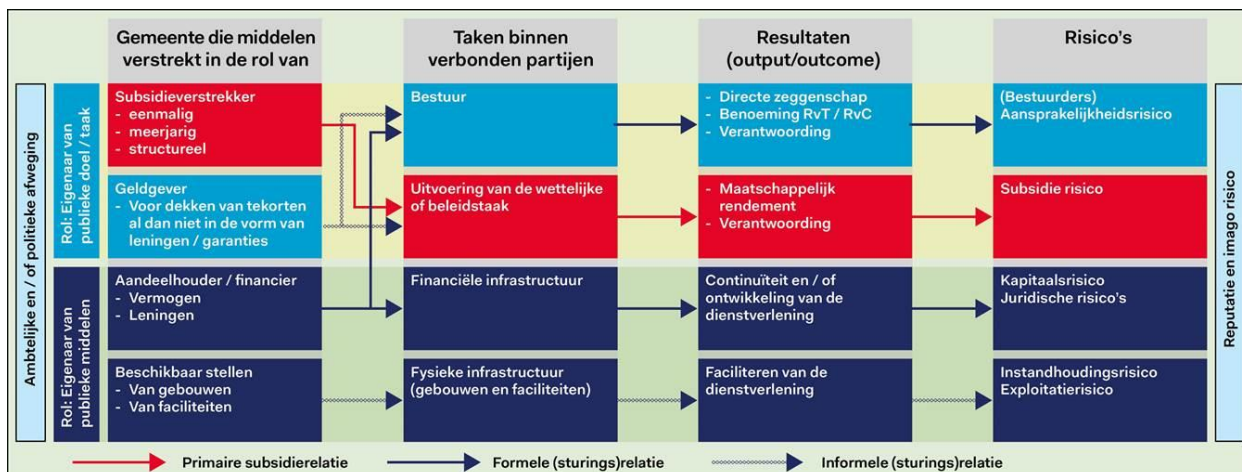 Gemeente die middelen
verstrekt in de rol van
Taken binnen
verbonden partijen
Resultaten
(output/outcome)
Risico's
Ambtelijke en / of politieke afweging
Rol: Eigenaar van
publieke doel / taak
Subsidieverstrekker
- eenmalig
- meerjarig
- structureel
Bestuur
- Directe zeggenschap
- Benoeming RvT / RvC
- Verantwoording
(Bestuurders)
Aansprakelijkheidsrisico
Geldgever
- Voor dekken van tekorten
al dan niet in de vorm van
leningen / garanties
Uitvoering van de wettelijke
of beleidstaak
- Maatschappelijk
rendement
- Verantwoording
Subsidie risico
Rol: Eigenaar van
publieke middelen
Aandeelhouder / financier
- Vermogen
- Leningen
Financiële infrastructuur
Continuïteit en / of
ontwikkeling van de
dienstverlening
Kapitaalsrisico
Juridische risico's
Beschikbaar stellen
- Van gebouwen
- Van faciliteiten
Fysieke infrastructuur
(gebouwen en faciliteiten)
Faciliteren van de
dienstverlening
Instandhoudingsrisico
Exploitatierisico
Reputatie en imago risico
Primaire subsidierelatie
Formele (sturings)relatie
Informele (sturings)relatie